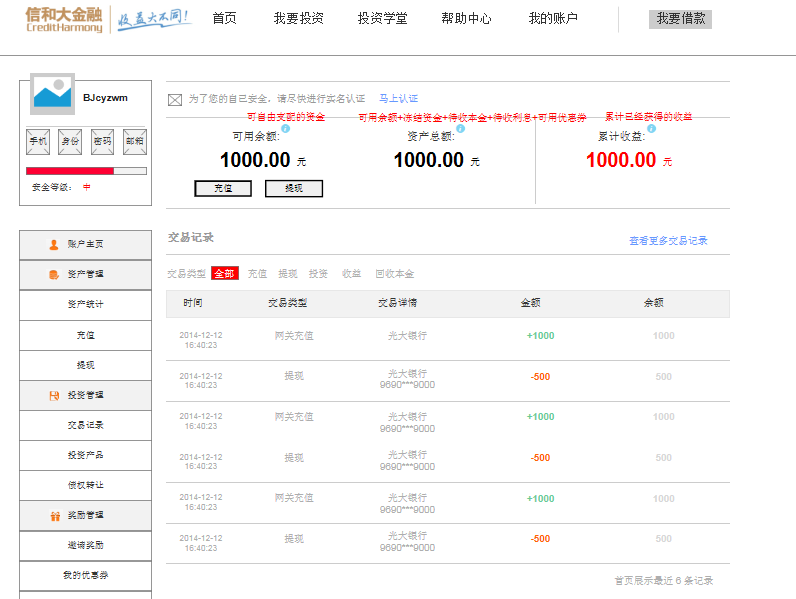 信和大金融
CreditHarmony
收益大不同!
首页 我要投资 投资学堂 帮助中心 我的账户 我要借款
BJcyzwm
手机 身份 密码 邮箱
安全等级: 中
为了您的自已安全，请尽快进行实名认证 马上认证
可自由支配的资金 可用余额+冻结资金+待收本金+待收利息+可用优惠券 累计已经获得的收益
可用余额: 资产总额: 累计收益:
1000.00 元 1000.00 元 1000.00 元
充值 提现
账户主页
资产管理
资产统计
充值
提现
投资管理
交易记录
投资产品
债权转让
奖励管理
邀请奖励
我的优惠券
交易记录 查看更多交易记录
交易类型 全部 充值 提现 投资 收益 回收本金
时间 交易类型 交易详情 金额 余额
2014-12-12
16:40:23 网关充值 光大银行 +1000 1000
2014-12-12
16:40:23 提现 光大银行
9690***9000 -500 500
2014-12-12
16:40:23 网关充值 光大银行
9690***9000 +1000 1000
2014-12-12
16:40:23 提现 光大银行
9690***9000 -500 500
2014-12-12
16:40:23 网关充值 光大银行
9690***9000 +1000 1000
2014-12-12
16:40:23 提现 光大银行
9690***9000 -500 500
首页展示最近 6 条记录